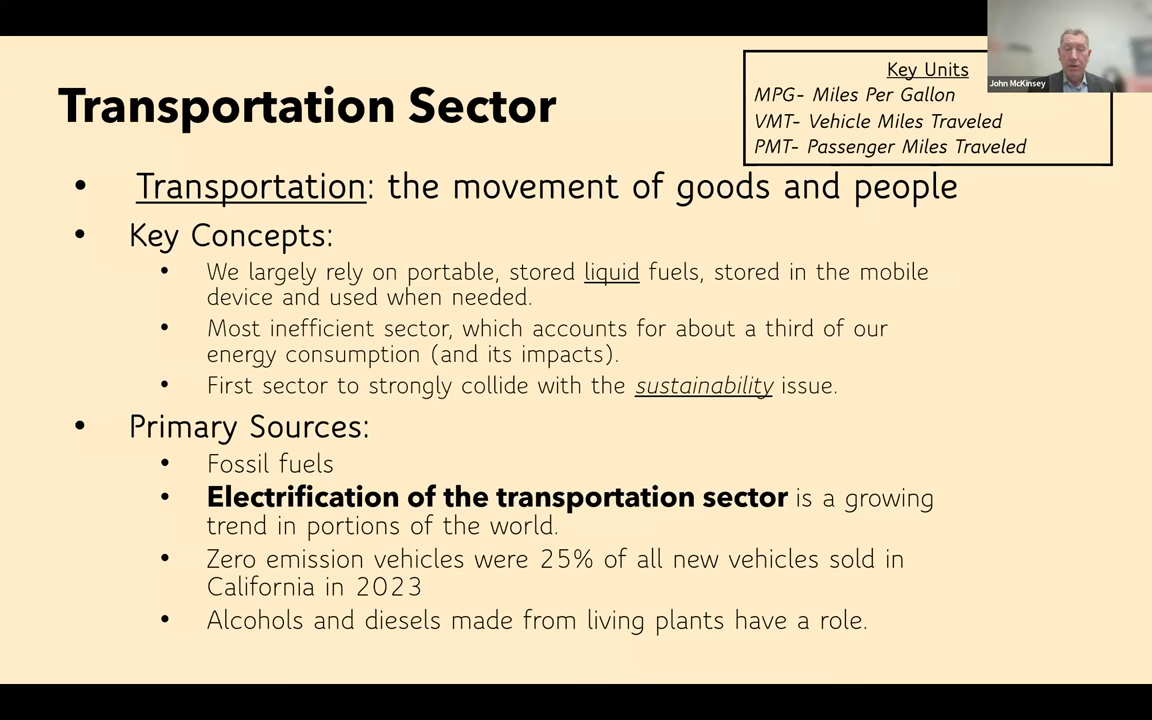 Transportation Sector
Key Units
MPG- Miles Per Gallon
VMT- Vehicle Miles Traveled
PMT- Passenger Miles Traveled
John McKinsey
• Transportation: the movement of goods and people
• Key Concepts:
• We largely rely on portable, stored liquid fuels, stored in the mobile
device and used when needed.
• Most inefficient sector, which accounts for about a third of our
energy consumption (and its impacts).
• First sector to strongly collide with the sustainability issue.
• Primary Sources:
• Fossil fuels
• Electrification of the transportation sector is a growing
trend in portions of the world.
• Zero emission vehicles were 25% of all new vehicles sold in
California in 2023
• Alcohols and diesels made from living plants have a role.